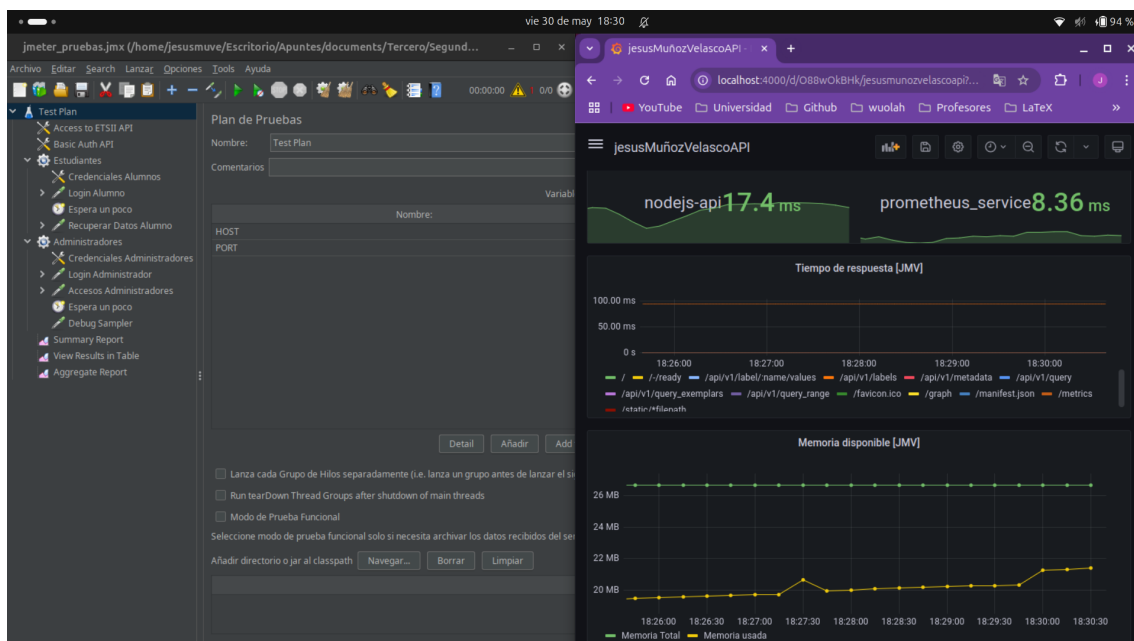 vie 30 de may 18:30
94 %
jmeter_pruebas.jmx (/home/jesusmuve/Escritorio/Apuntes/documents/Tercero/Segund...
Archivo Editar Search Lanzar Opciones Tools Ayuda
00:00:00 0/0
Test Plan
Access to ETSII API
Basic Auth API
Estudiantes
Credenciales Alumnos
Login Alumno
Espera un poco
Recuperar Datos Alumno
Administradores
Credenciales Administradores
Login Administrador
Accesos Administradores
Espera un poco
Debug Sampler
Summary Report
View Results in Table
Aggregate Report
Plan de Pruebas
Nombre: Test Plan
Comentarios
Variabl
Nombre:
HOST
PORT
Detail Añadir Add
Lanza cada Grupo de Hilos separadamente (i.e. lanza un grupo antes de lanzar el si
Run tearDown Thread Groups after shutdown of main threads
Modo de Prueba Funcional
Seleccione modo de prueba funcional solo si necesita archivar los datos recibidos del ser
Añadir directorio o jar al classpath Navegar... Borrar Limpiar
jesusMuñozVelascoAPI -
localhost:4000/d/O88wOkBHk/jesusmunozvelascoapi?...
J
YouTube Universidad Github wuolah Profesores LaTeX »
jesusMuñozVelascoAPI
nodejs-api 17.4 ms prometheus_service 8.36 ms
Tiempo de respuesta [JMV]
100.00 ms
50.00 ms
0 s
18:26:00 18:27:00 18:28:00 18:29:00 18:30:00
/ /-/ready /api/v1/label/:name/values /api/v1/labels /api/v1/metadata /api/v1/query
/api/v1/query_exemplars /api/v1/query_range /favicon.ico /graph /manifest.json /metrics
/static/*filepath
Memoria disponible [JMV]
26 MB
24 MB
22 MB
20 MB
18:26:00 18:26:30 18:27:00 18:27:30 18:28:00 18:28:30 18:29:00 18:29:30 18:30:00 18:30:30
Memoria Total Memoria usada